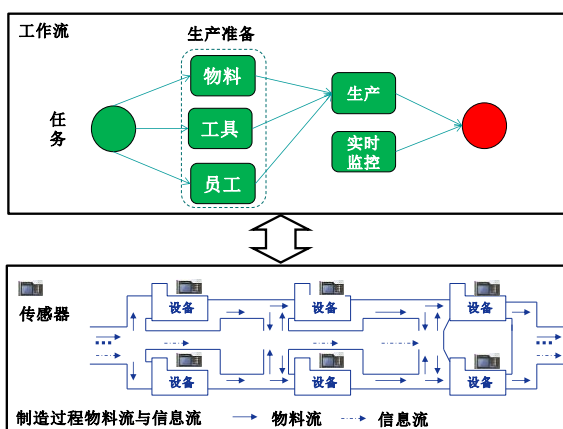 工作流
生产准备
物料
任
务
工具
员工
生产
实时
监控
传感器
设备
设备
设备
设备
设备
设备
制造过程物料流与信息流
物料流
信息流